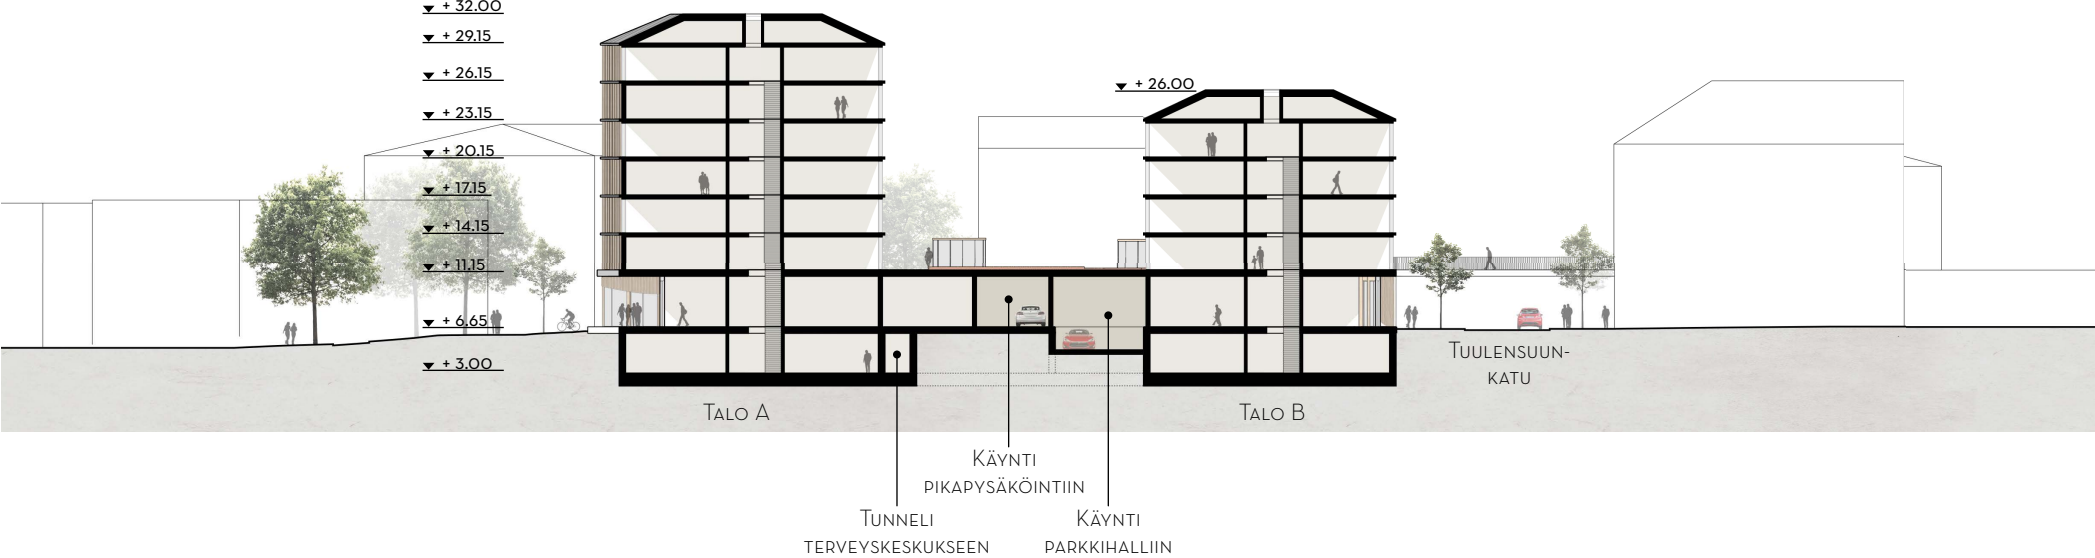 + 32.00
+ 29.15
+ 26.15
+ 26.00
+ 23.15
+ 20.15
+ 17.15
+ 14.15
+ 11.15
+ 6.65
+ 3.00
TUULENSUUN-
KATU
TALO A
TALO B
KÄYNTI
PIKAPYSÄKÖINTIIN
TUNNELI
TERVEYSKESKUKSEEN
KÄYNTI
PARKKIHALLIIN